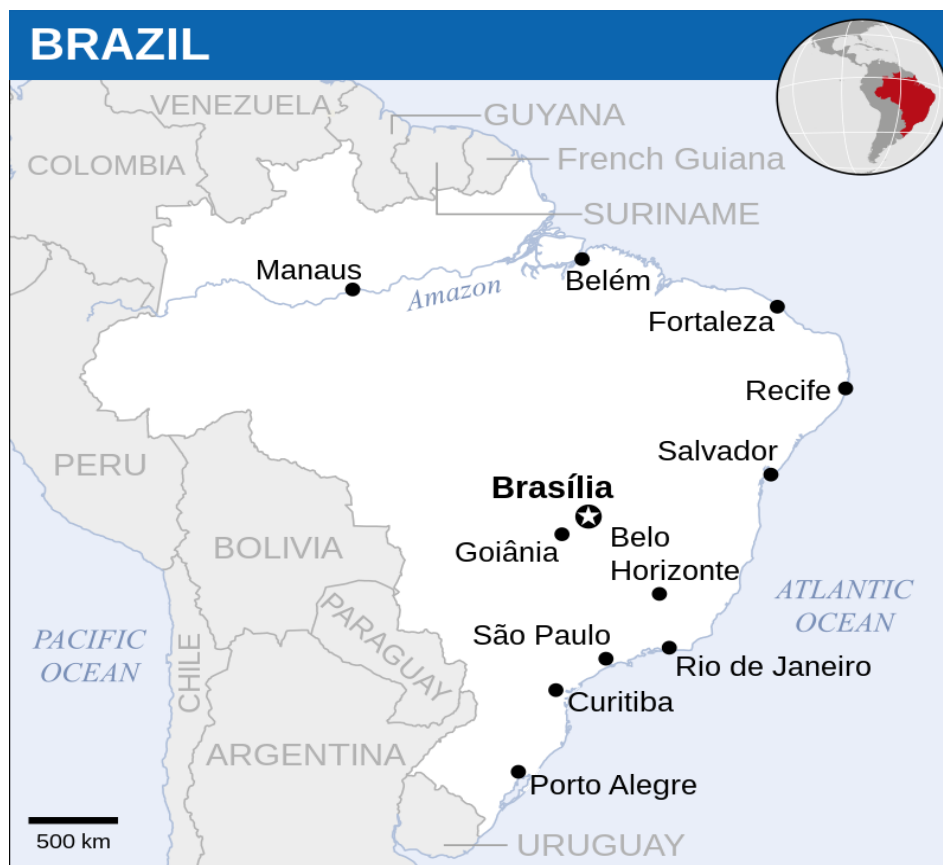 BRAZIL
VENEZUELA
GUYANA
COLOMBIA
French Guiana
SURINAME
Manaus
Amazon
Belém
Fortaleza
Recife
PERU
Salvador
Brasília
Goiânia
Belo
Horizonte
BOLIVIA
ATLANTIC
OCEAN
PARAGUAY
PACIFIC
OCEAN
CHILE
São Paulo
Rio de Janeiro
Curitiba
ARGENTINA
Porto Alegre
500 km
URUGUAY